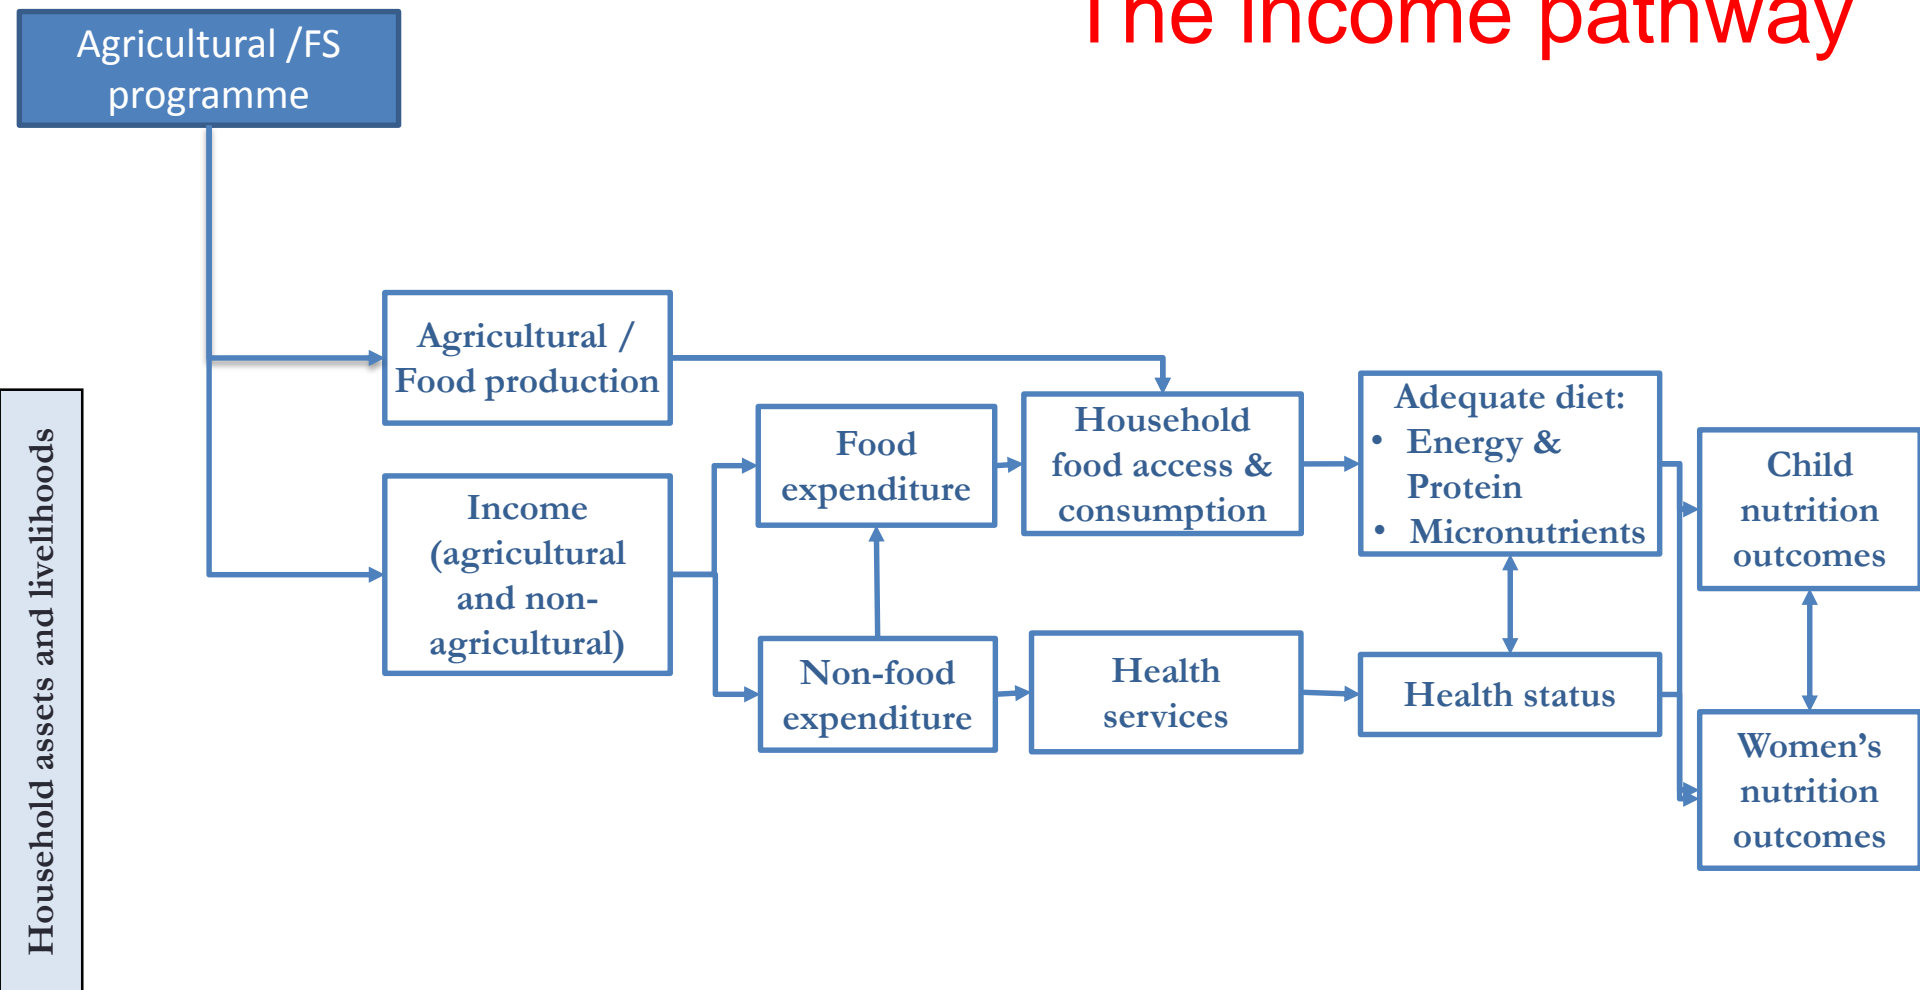 The income pathway
Agricultural /FS
programme
Agricultural /
Food production
Income
(agricultural
and non-
agricultural)
Food
expenditure
Non-food
expenditure
Household
food access &
consumption
Health
services
Adequate diet:
• Energy &
Protein
• Micronutrients
Health status
Child
nutrition
outcomes
Women’s
nutrition
outcomes
Household assets and livelihoods